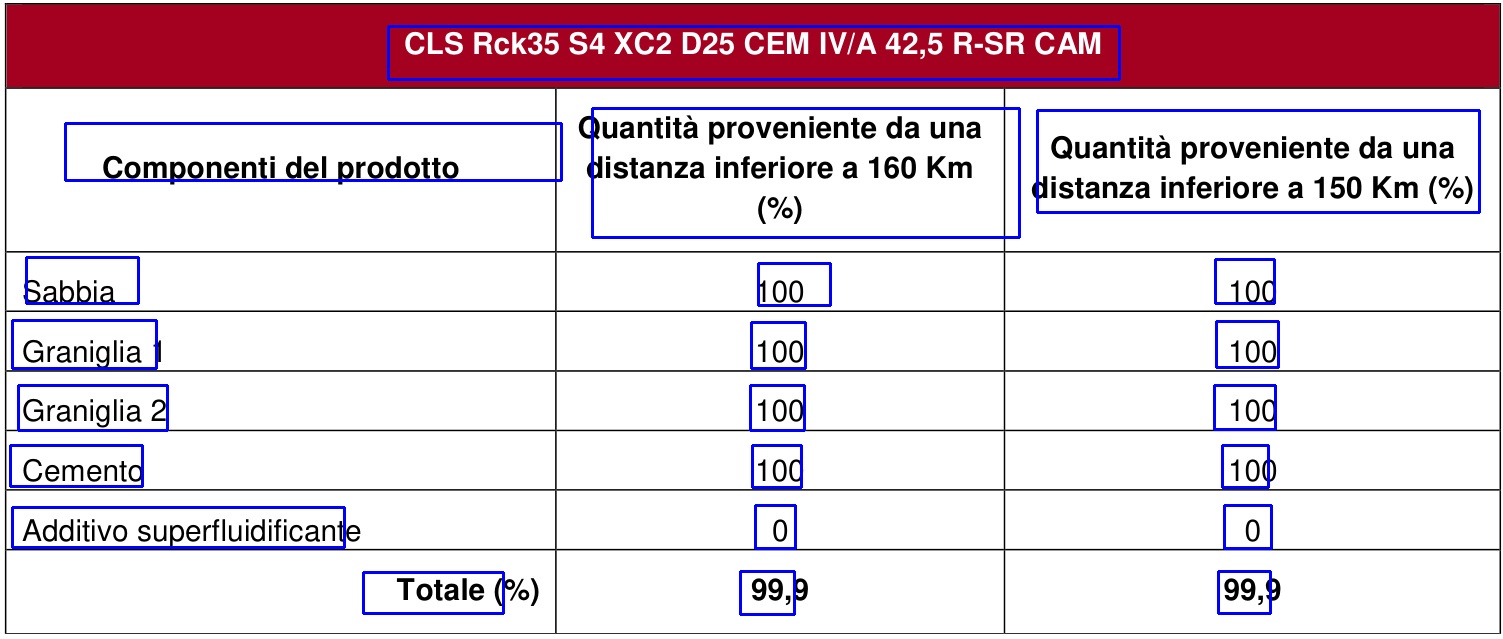 CLS Rck35 S4 XC2 D25 CEM IV/A 42,5 R-SR CAM
Componenti del prodotto
Quantità proveniente da una
distanza inferiore a 160 Km
(%)
Quantità proveniente da una
distanza inferiore a 150 Km (%)
Sabbia 100 100
Graniglia 1 100 100
Graniglia 2 100 100
Cemento 100 100
Additivo superfluidificante 0 0
Totale (%) 99,9 99,9